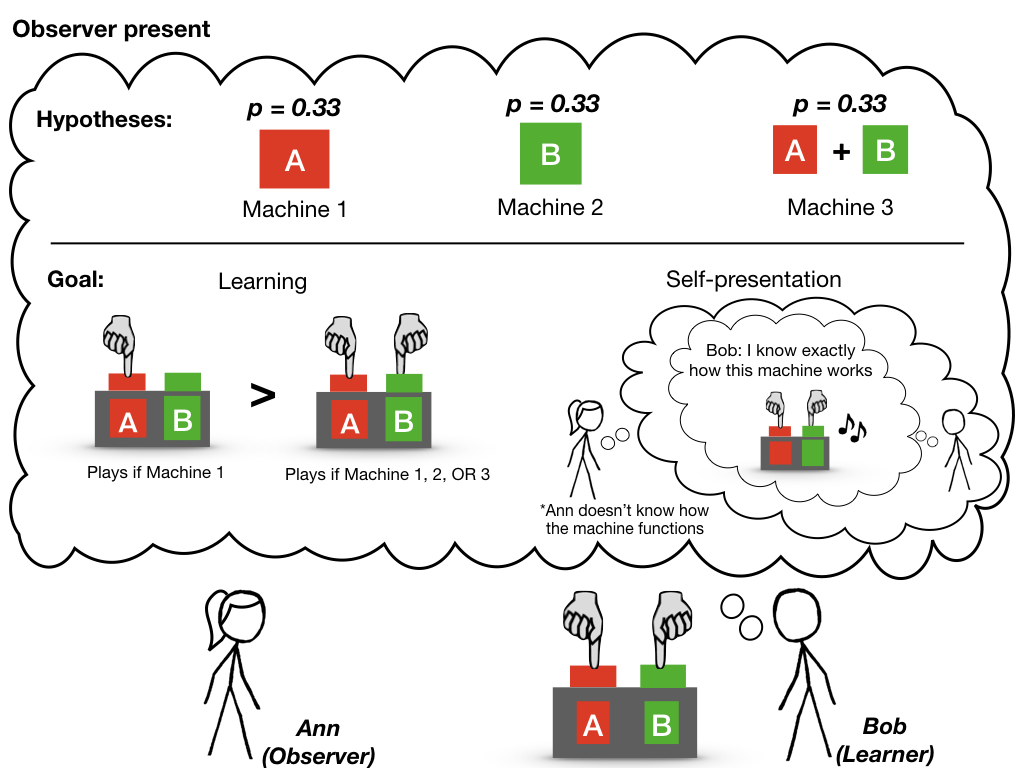 Observer present
Hypotheses:
p = 0.33
p = 0.33
p = 0.33
A
B
A + B
Machine 1
Machine 2
Machine 3
Goal:
Learning
Self-presentation
Bob: I know exactly
how this machine works
A B
>
A B
Plays if Machine 1
Plays if Machine 1, 2, OR 3
*Ann doesn't know how
the machine functions
A B
Ann
(Observer)
Bob
(Learner)